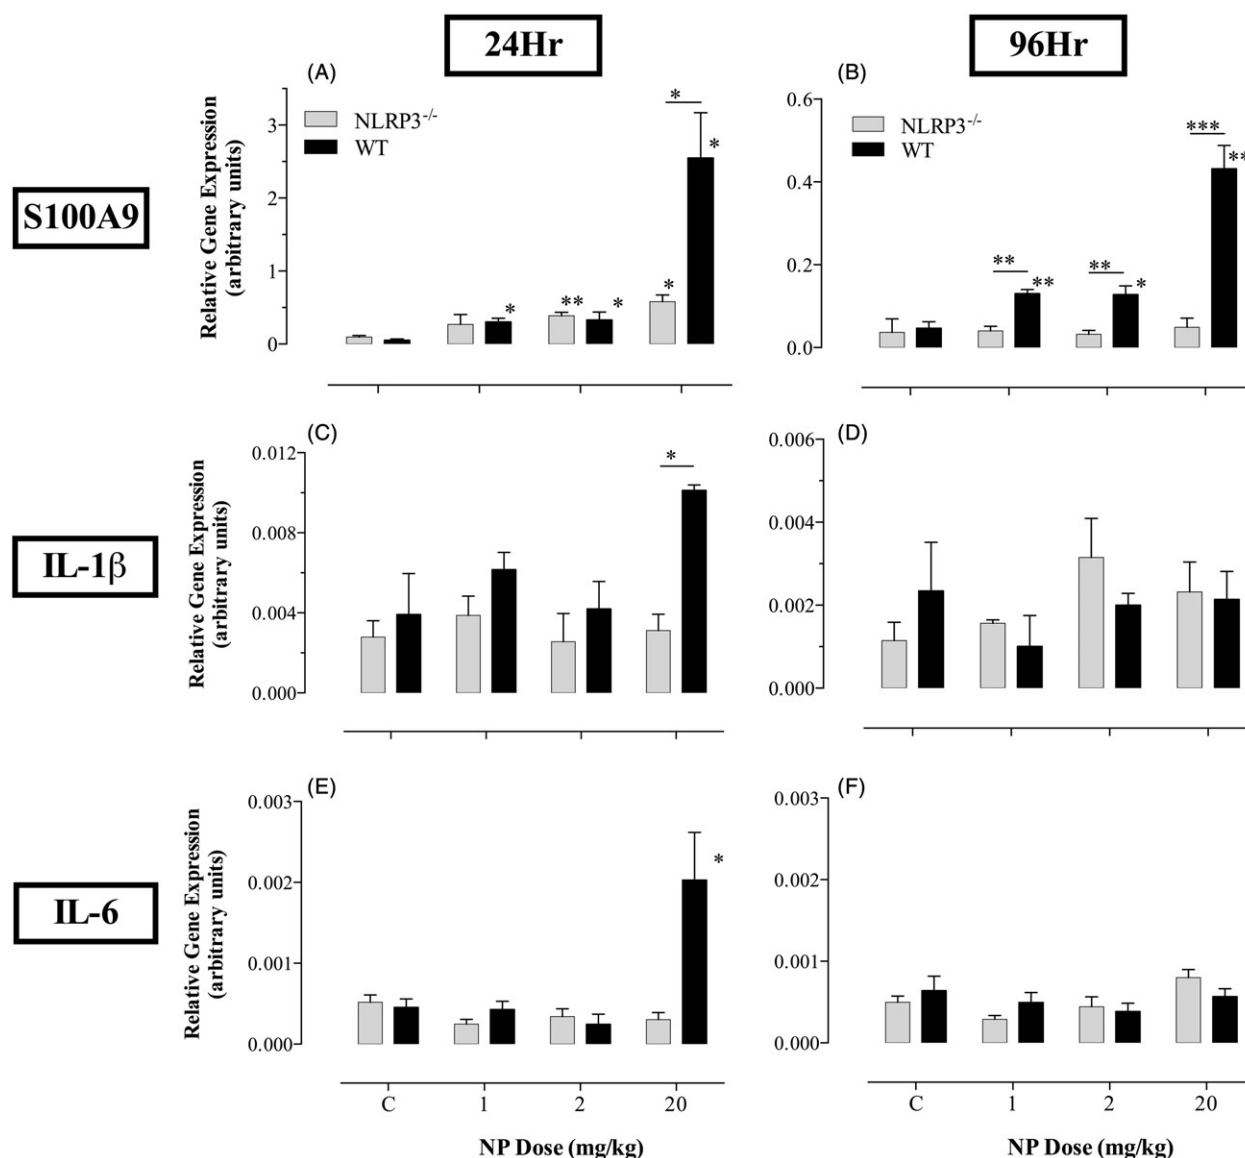 24Hr
96Hr
(A)
(B)
S100A9
Relative Gene Expression
(arbitrary units)
3
2
1
0
NLRP3-/-
WT
*
*
**
*
*
*
0.6
0.4
0.2
0.0
NLRP3-/-
WT
**
**
**
*
***
**
(C)
(D)
IL-1β
Relative Gene Expression
(arbitrary units)
0.012
0.008
0.004
0.000
*
0.006
0.004
0.002
0.000
(E)
(F)
IL-6
Relative Gene Expression
(arbitrary units)
0.003
0.002
0.001
0.000
*
0.003
0.002
0.001
0.000
C 1 2 20
C 1 2 20
NP Dose (mg/kg)
NP Dose (mg/kg)